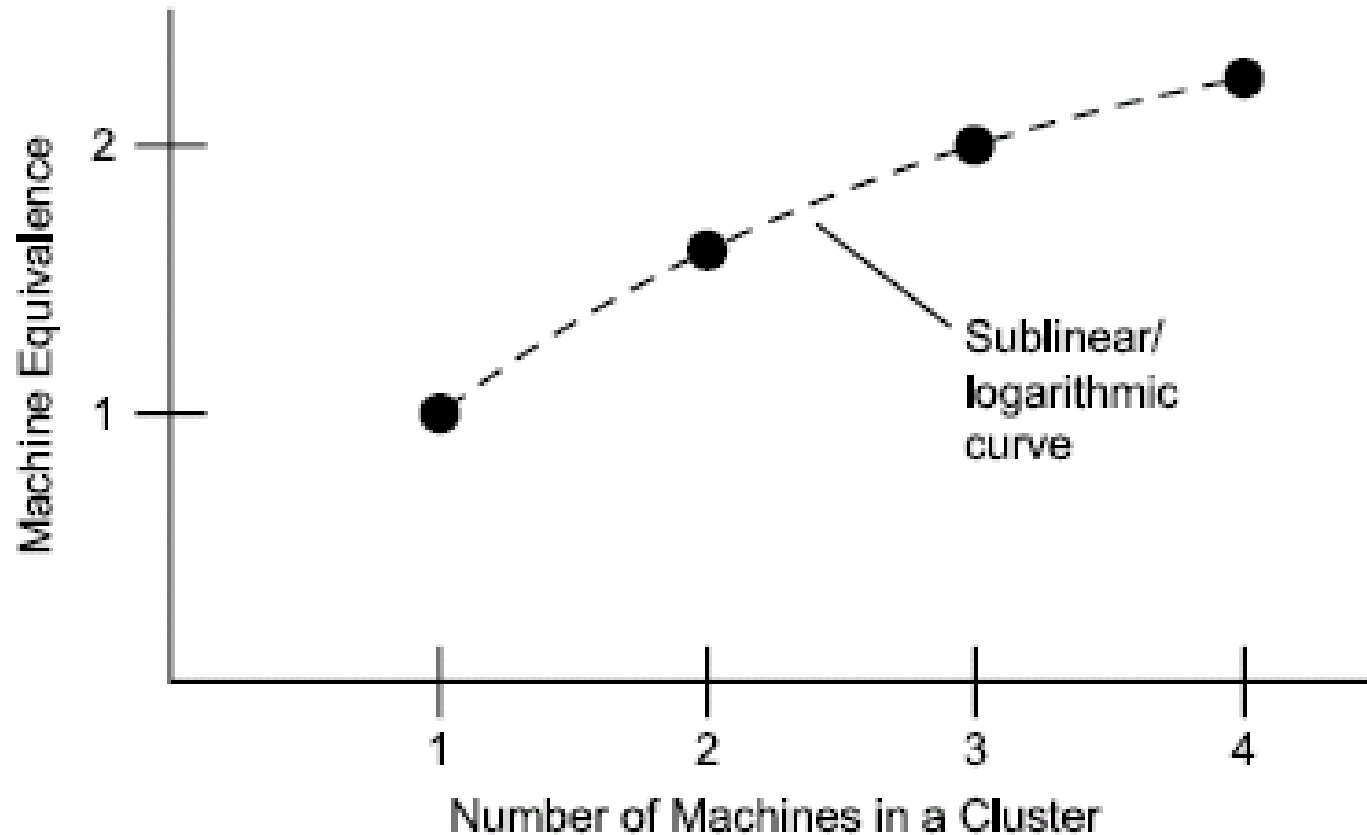 Machine Equivalence
2
1
Sublinear/
logarithmic
curve
1 2 3 4
Number of Machines in a Cluster